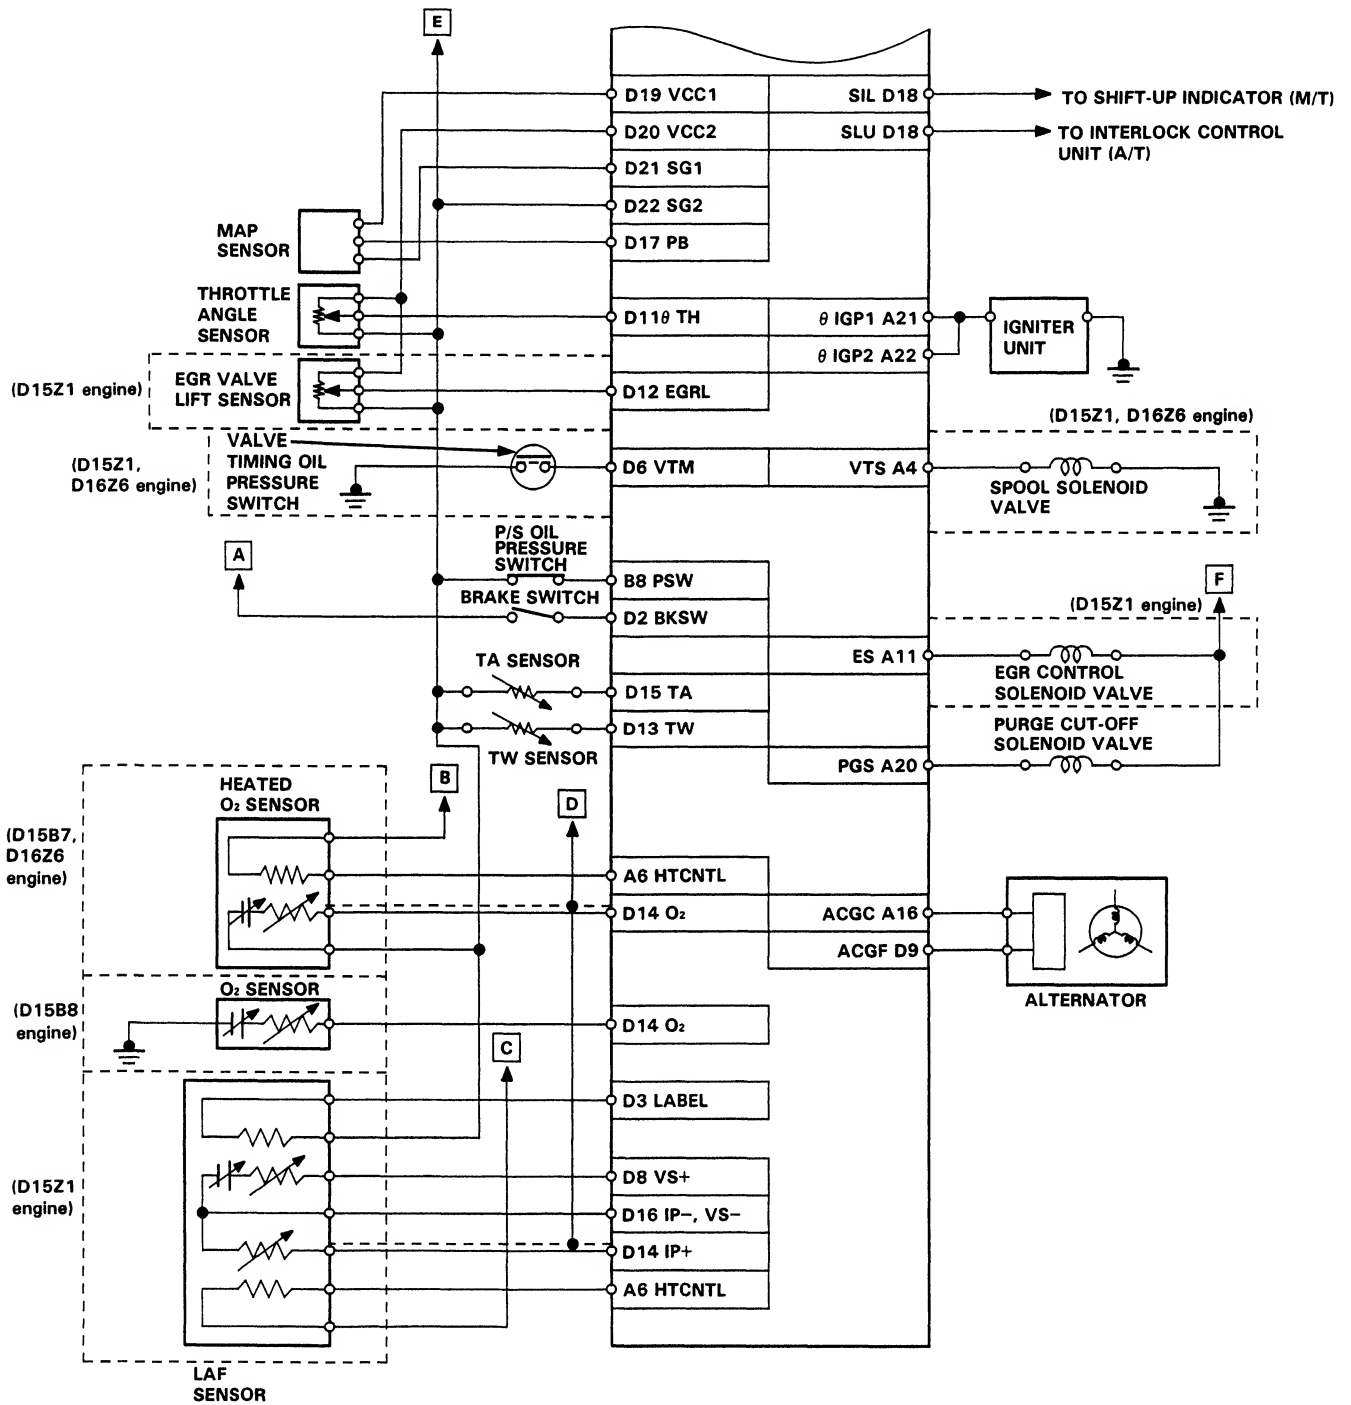 E
D19 VCC1
SIL D18
TO SHIFT-UP INDICATOR (M/T)
D20 VCC2
SLU D18
TO INTERLOCK CONTROL
UNIT (A/T)
D21 SG1
D22 SG2
MAP
SENSOR
D17 PB
THROTTLE
ANGLE
SENSOR
D11θ TH
θ IGP1 A21
IGNITER
UNIT
θ IGP2 A22
(D15Z1 engine)
EGR VALVE
LIFT SENSOR
D12 EGRL
(D15Z1, D16Z6 engine)
(D15Z1,
D16Z6 engine)
VALVE
TIMING OIL
PRESSURE
SWITCH
D6 VTM
VTS A4
SPOOL SOLENOID
VALVE
P/S OIL
PRESSURE
SWITCH
A
B8 PSW
F
BRAKE SWITCH
D2 BKSW
(D15Z1 engine)
TA SENSOR
ES A11
EGR CONTROL
SOLENOID VALVE
D15 TA
D13 TW
TW SENSOR
PURGE CUT-OFF
SOLENOID VALVE
PGS A20
HEATED
O₂ SENSOR
B
D
(D15B7,
D16Z6
engine)
A6 HTCNTL
D14 O₂
ACGC A16
ACGF D9
ALTERNATOR
O₂ SENSOR
(D15B8
engine)
D14 O₂
C
D3 LABEL
D8 VS+
(D15Z1
engine)
D16 IP−, VS−
D14 IP+
A6 HTCNTL
LAF
SENSOR